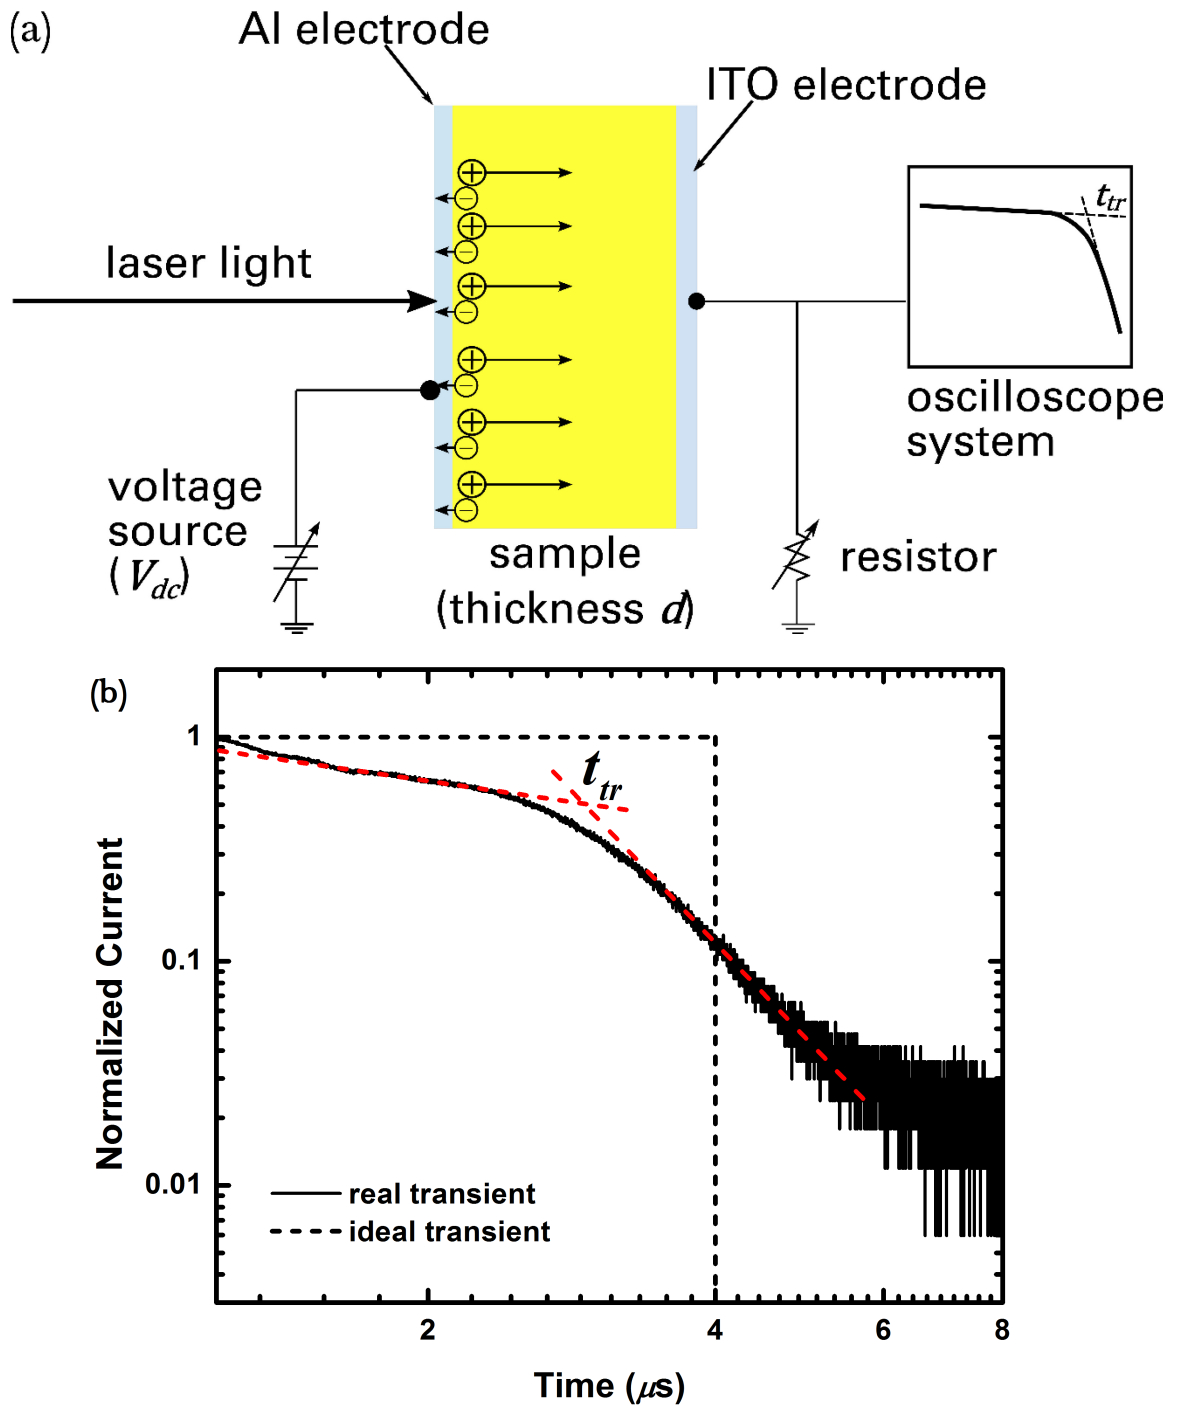 (a)
Al electrode
ITO electrode
laser light
t_tr
oscilloscope
system
voltage
source
(V_dc)
sample
(thickness d)
resistor
(b)
t_tr
1
0.1
0.01
Normalized Current
real transient
ideal transient
2
4
6
8
Time (μs)